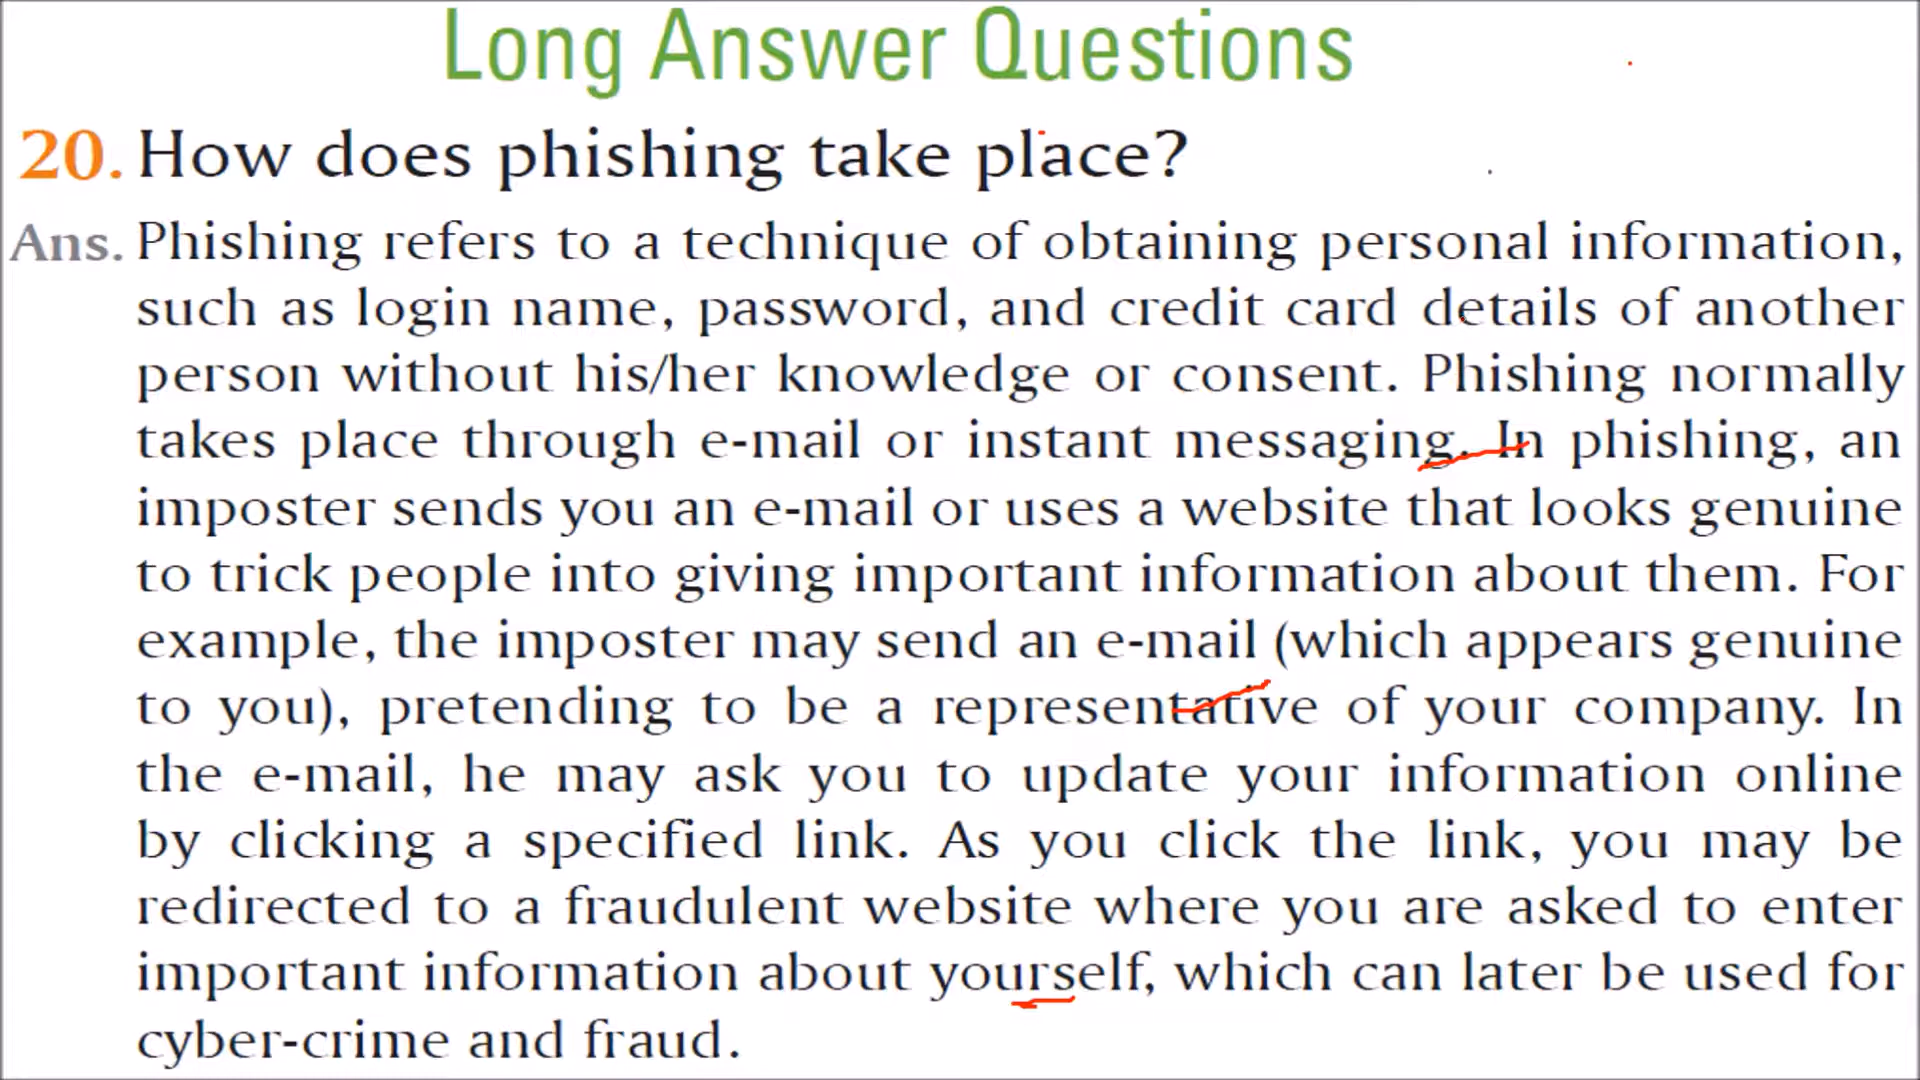 Long Answer Questions
20. How does phishing take place?
Ans. Phishing refers to a technique of obtaining personal information,
such as login name, password, and credit card details of another
person without his/her knowledge or consent. Phishing normally
takes place through e-mail or instant messaging. In phishing, an
imposter sends you an e-mail or uses a website that looks genuine
to trick people into giving important information about them. For
example, the imposter may send an e-mail (which appears genuine
to you), pretending to be a representative of your company. In
the e-mail, he may ask you to update your information online
by clicking a specified link. As you click the link, you may be
redirected to a fraudulent website where you are asked to enter
important information about yourself, which can later be used for
cyber-crime and fraud.